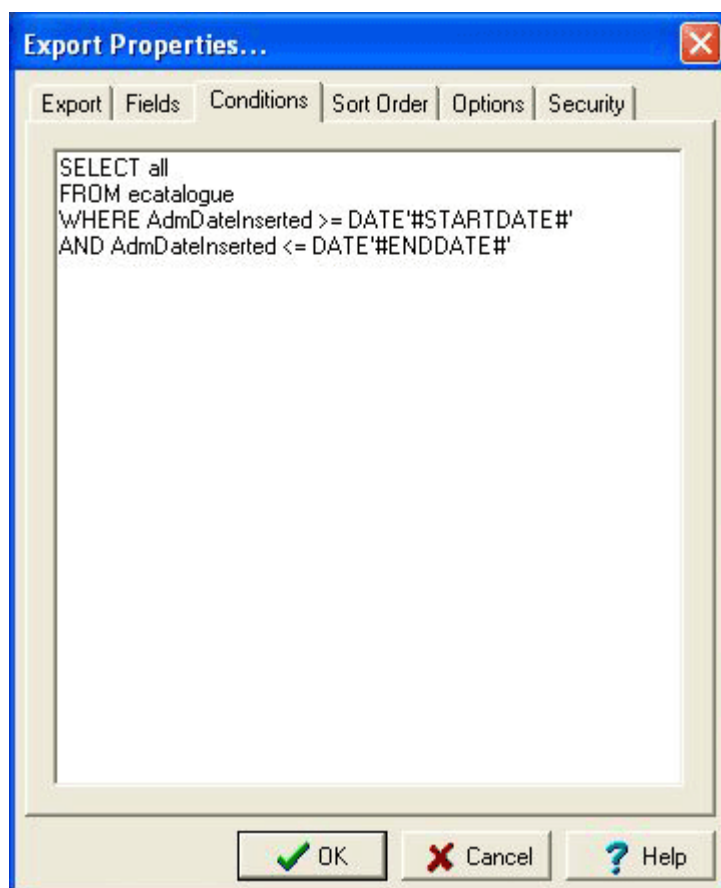 Export Properties...
Export Fields Conditions Sort Order Options Security
SELECT all
FROM ecatalogue
WHERE AdmDateInserted >= DATE'#STARTDATE#'
AND AdmDateInserted <= DATE'#ENDDATE#'
OK Cancel Help